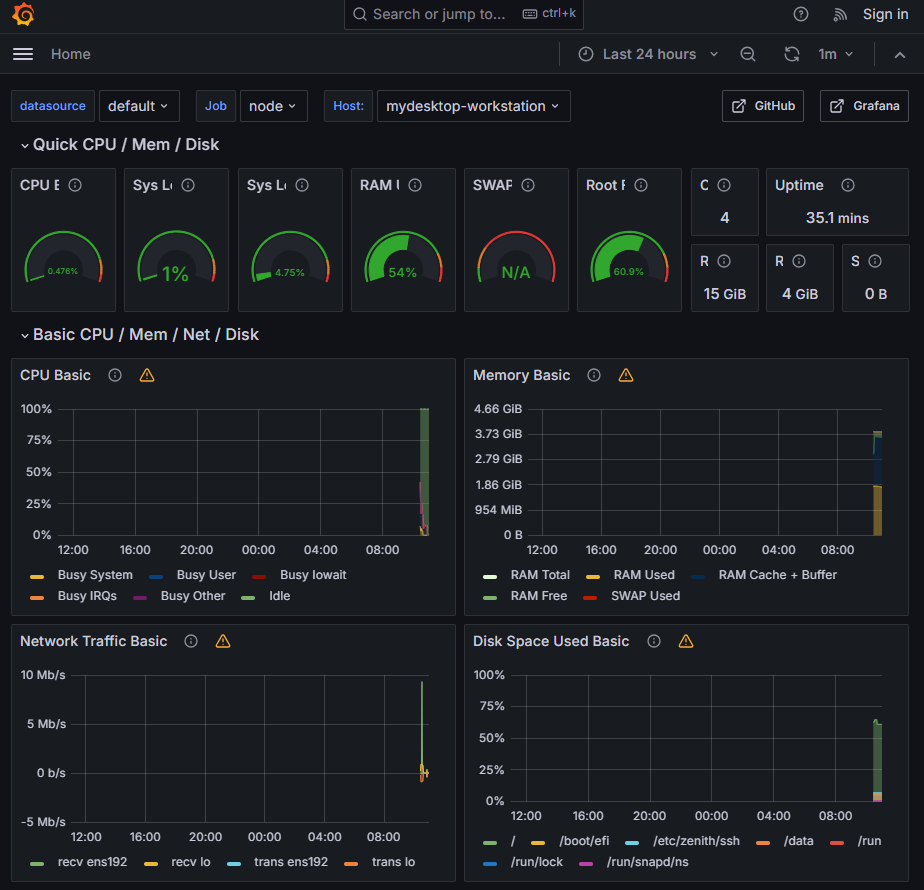 Search or jump to... ctrl+k Sign in
Home Last 24 hours 1m
datasource default Job node Host: mydesktop-workstation GitHub Grafana
Quick CPU / Mem / Disk
CPU B Sys Lo Sys Lo RAM U SWAP Root F C Uptime
4 35.1 mins
R R S
0.476% 1% 4.75% 54% N/A 60.9%
15 GiB 4 GiB 0 B
Basic CPU / Mem / Net / Disk
CPU Basic
100%
75%
50%
25%
0%
12:00 16:00 20:00 00:00 04:00 08:00
Busy System Busy User Busy Iowait
Busy IRQs Busy Other Idle
Memory Basic
4.66 GiB
3.73 GiB
2.79 GiB
1.86 GiB
954 MiB
0 B
12:00 16:00 20:00 00:00 04:00 08:00
RAM Total RAM Used RAM Cache + Buffer
RAM Free SWAP Used
Network Traffic Basic
10 Mb/s
5 Mb/s
0 b/s
-5 Mb/s
12:00 16:00 20:00 00:00 04:00 08:00
recv ens192 recv lo trans ens192 trans lo
Disk Space Used Basic
100%
75%
50%
25%
0%
12:00 16:00 20:00 00:00 04:00 08:00
/ /boot/efi /etc/zenith/ssh /data /run
/run/lock /run/snapd/ns